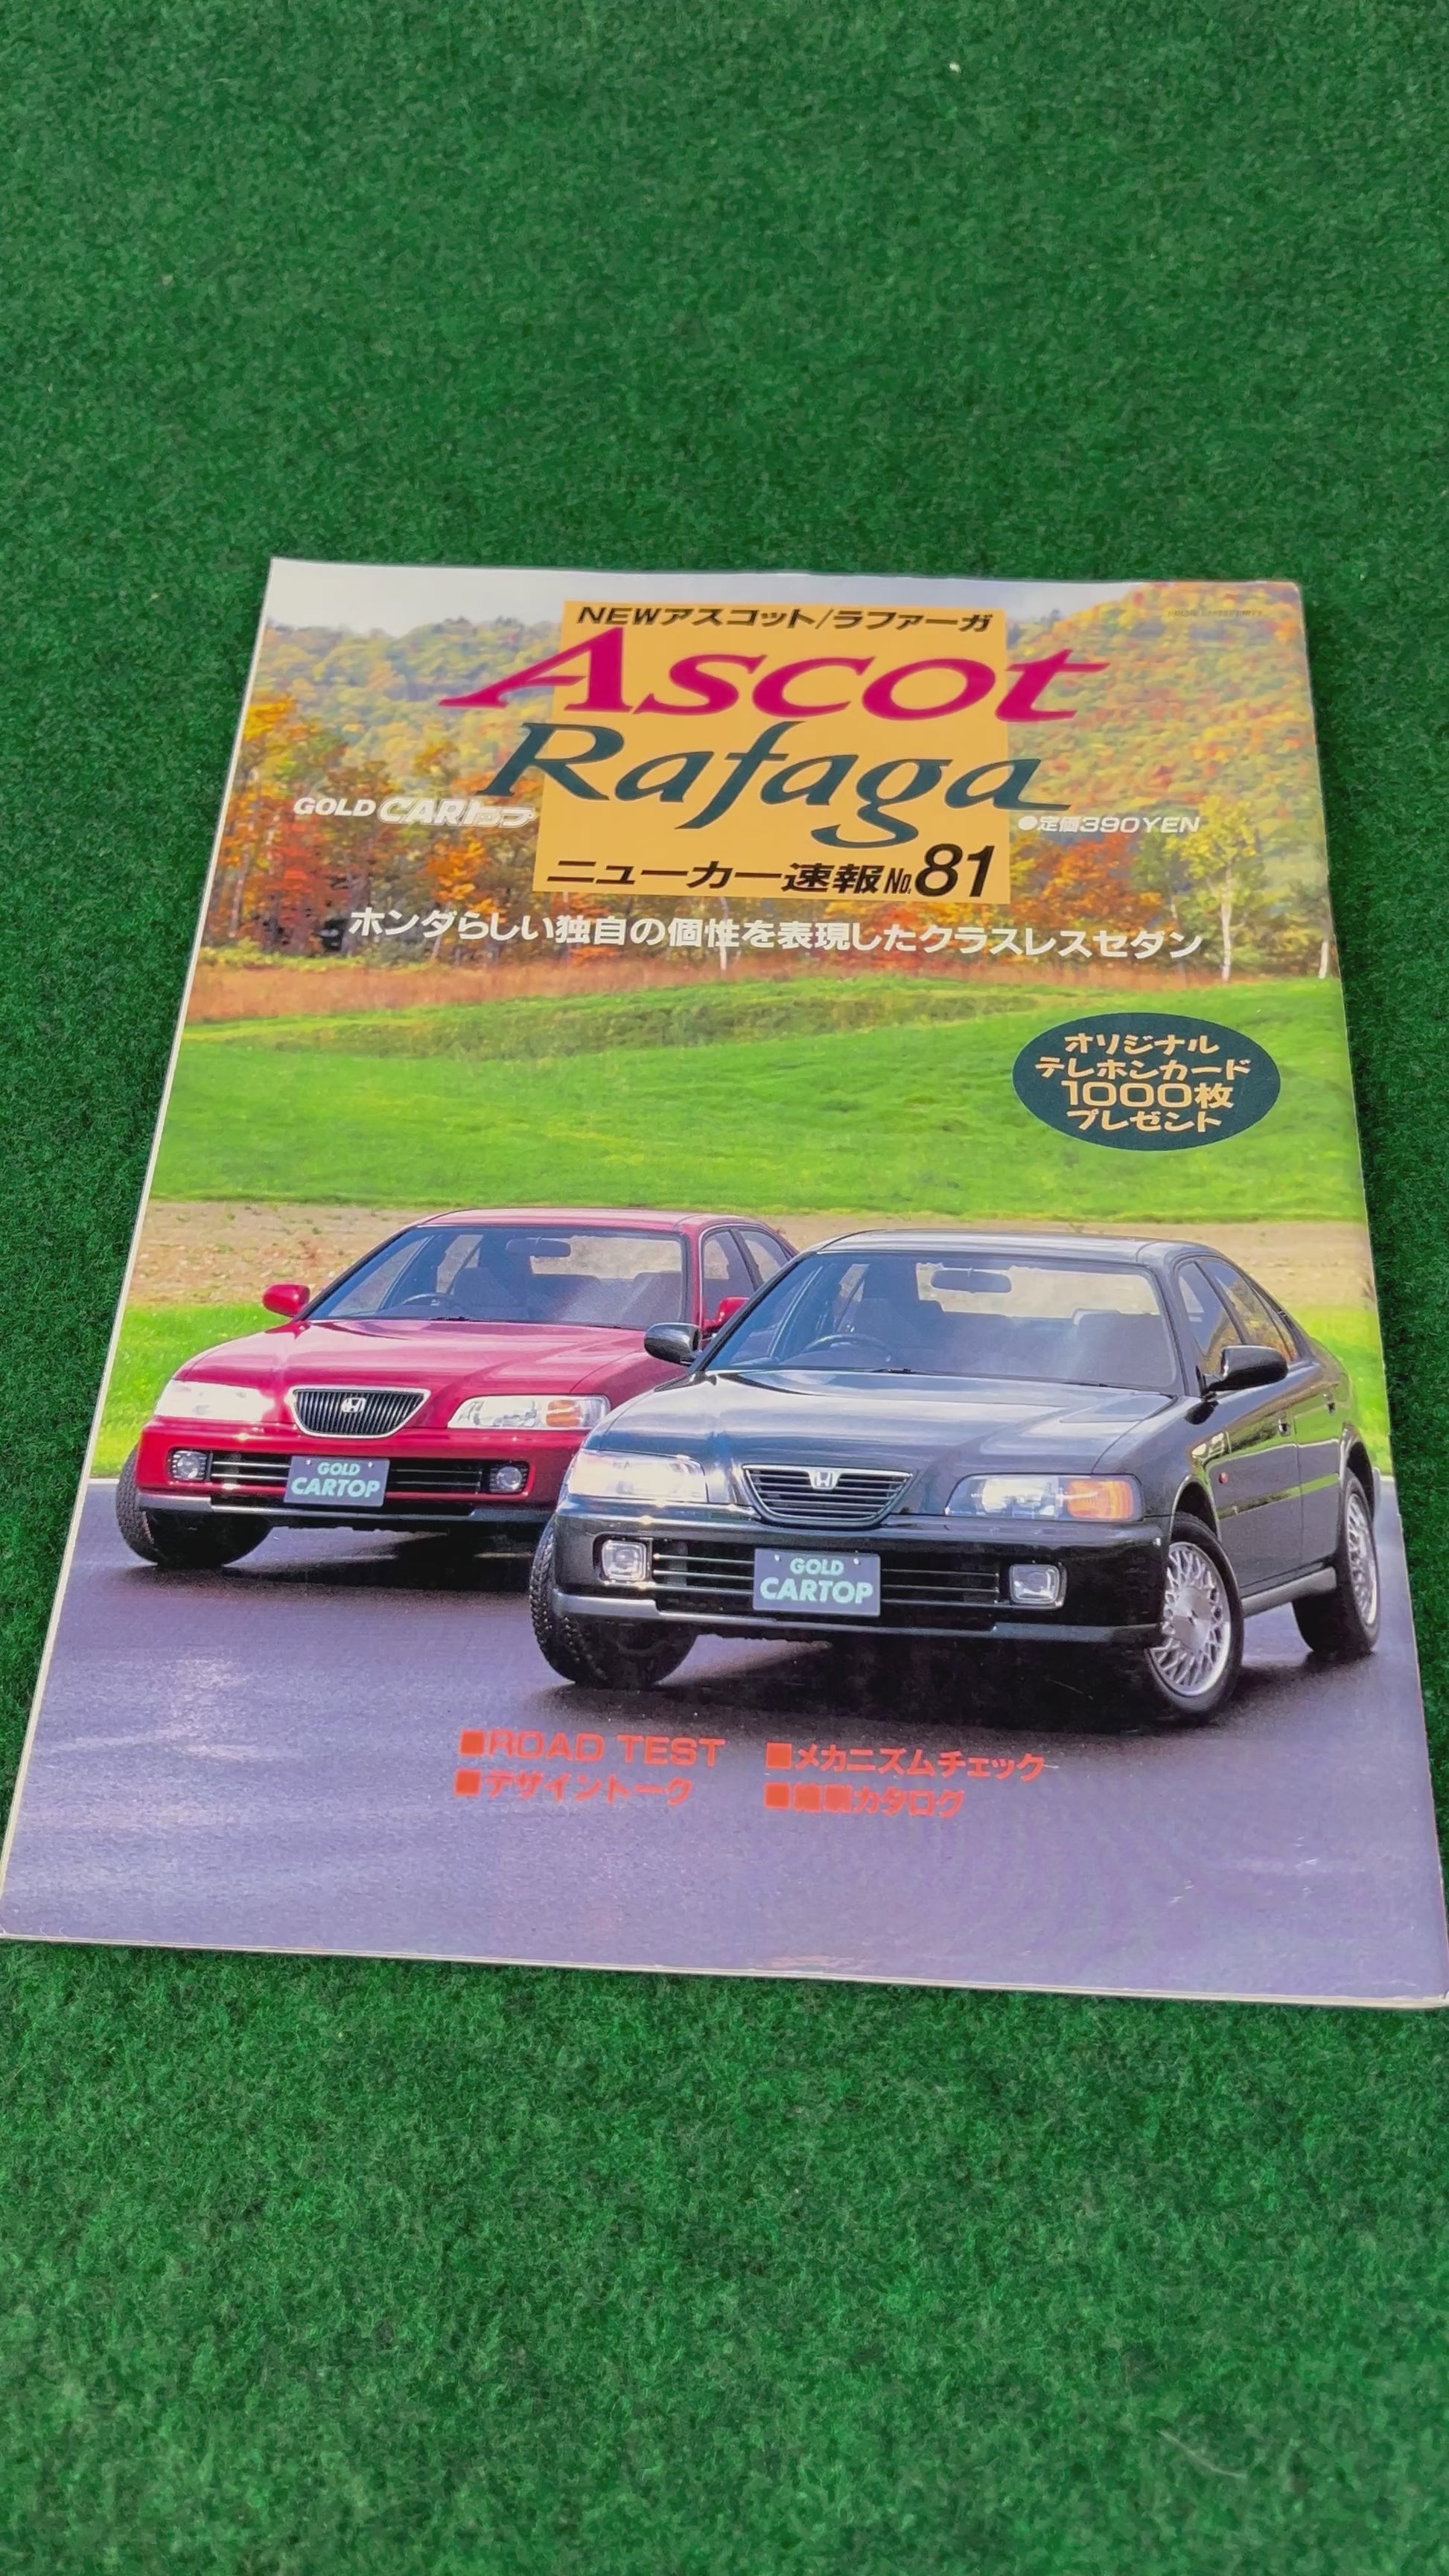 NEWアスコット/ラファーガ
Ascot
Rafaga
GOLD CARトップ
●定価390YEN
ニューカー速報No.81
ホンダらしい独自の個性を表現したクラスレスセダン
オリジナル
テレホンカード
1000枚
プレゼント
GOLD
CARTOP
GOLD
CARTOP
■ROAD TEST
■メカニズムチェック
■デザイントーク
カタログ